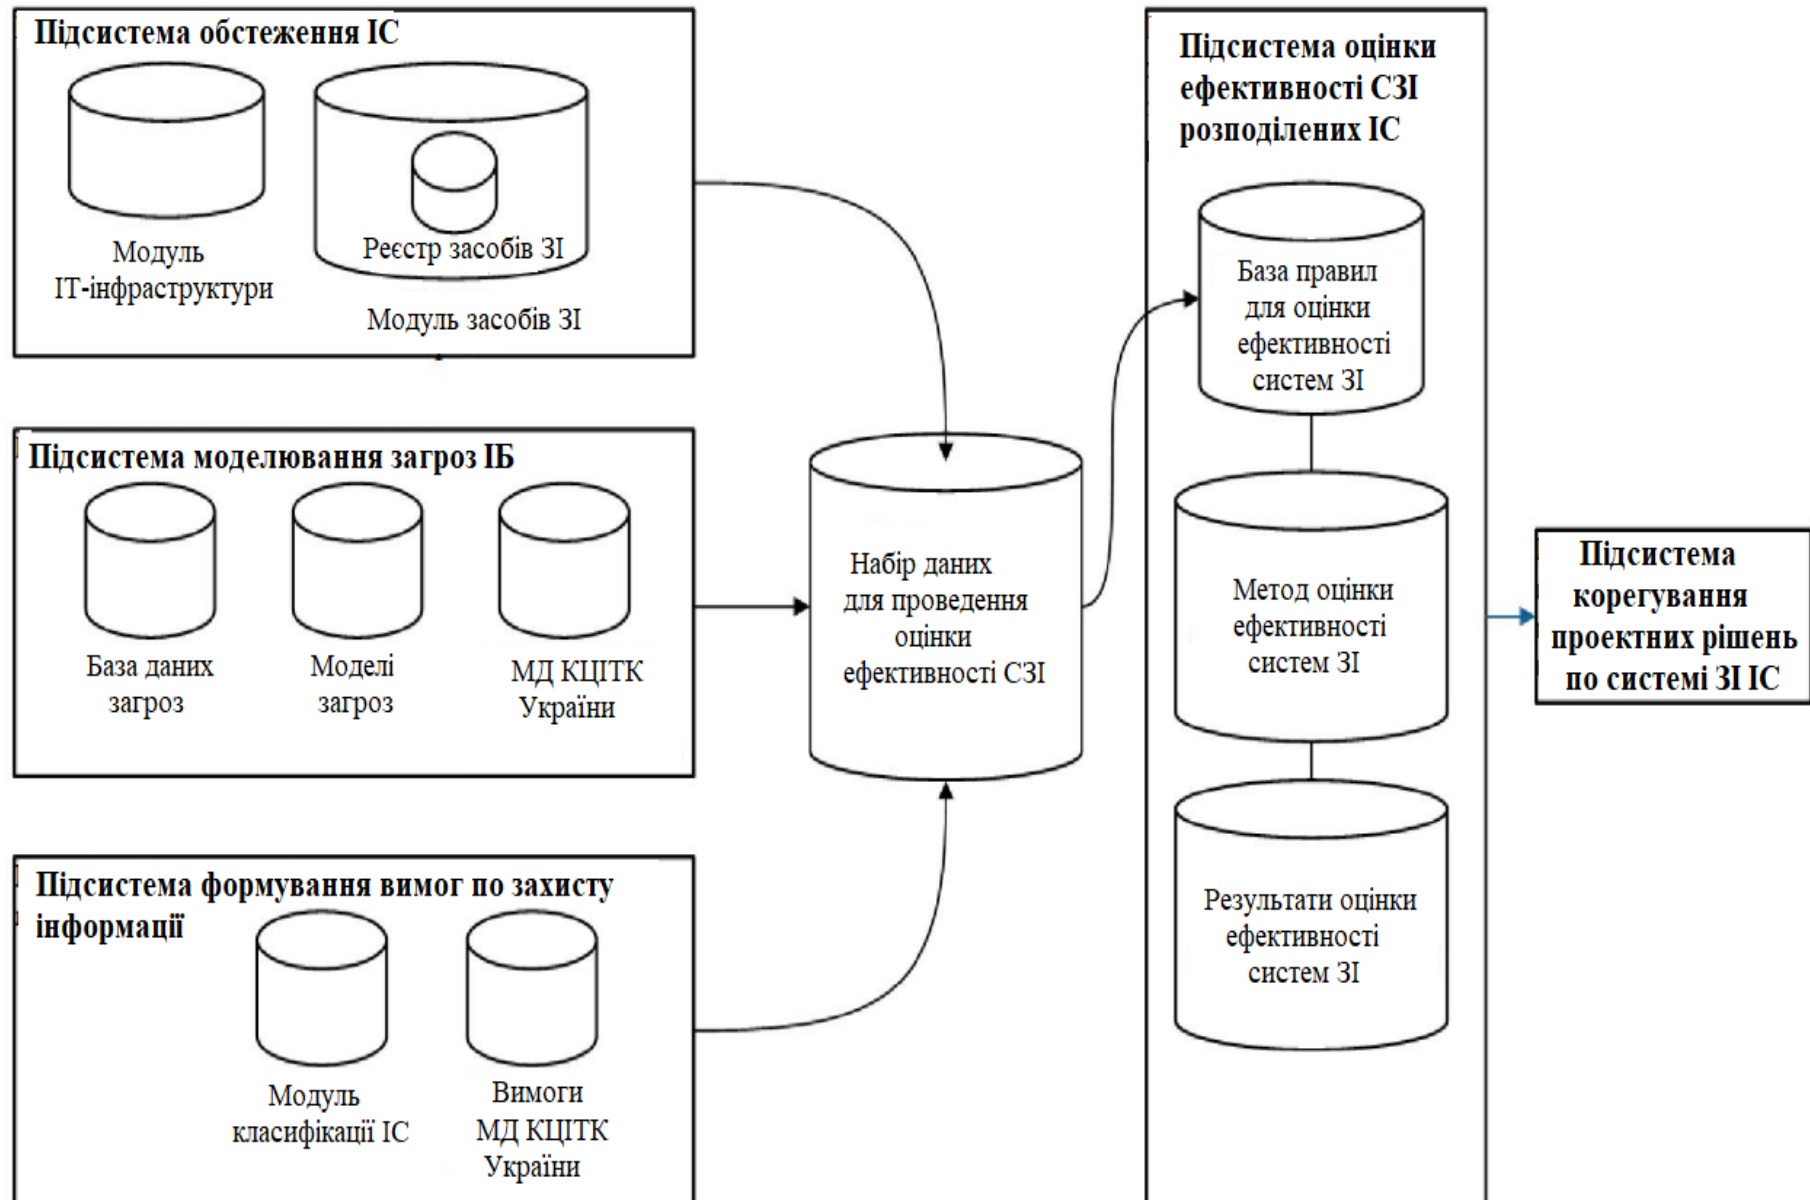 Підсистема обстеження ІС
Модуль
ІТ-інфраструктури
Реєстр засобів ЗІ
Модуль засобів ЗІ
Підсистема моделювання загроз ІБ
База даних
загроз
Моделі
загроз
МД КЦІТК
України
Підсистема формування вимог по захисту
інформації
Модуль
класифікації ІС
Вимоги
МД КЦІТК
України
Набір даних
для проведення
оцінки
ефективності СЗІ
Підсистема оцінки
ефективності СЗІ
розподілених ІС
База правил
для оцінки
ефективності
систем ЗІ
Метод оцінки
ефективності
систем ЗІ
Результати оцінки
ефективності
систем ЗІ
Підсистема
корегування
проектних рішень
по системі ЗІ ІС